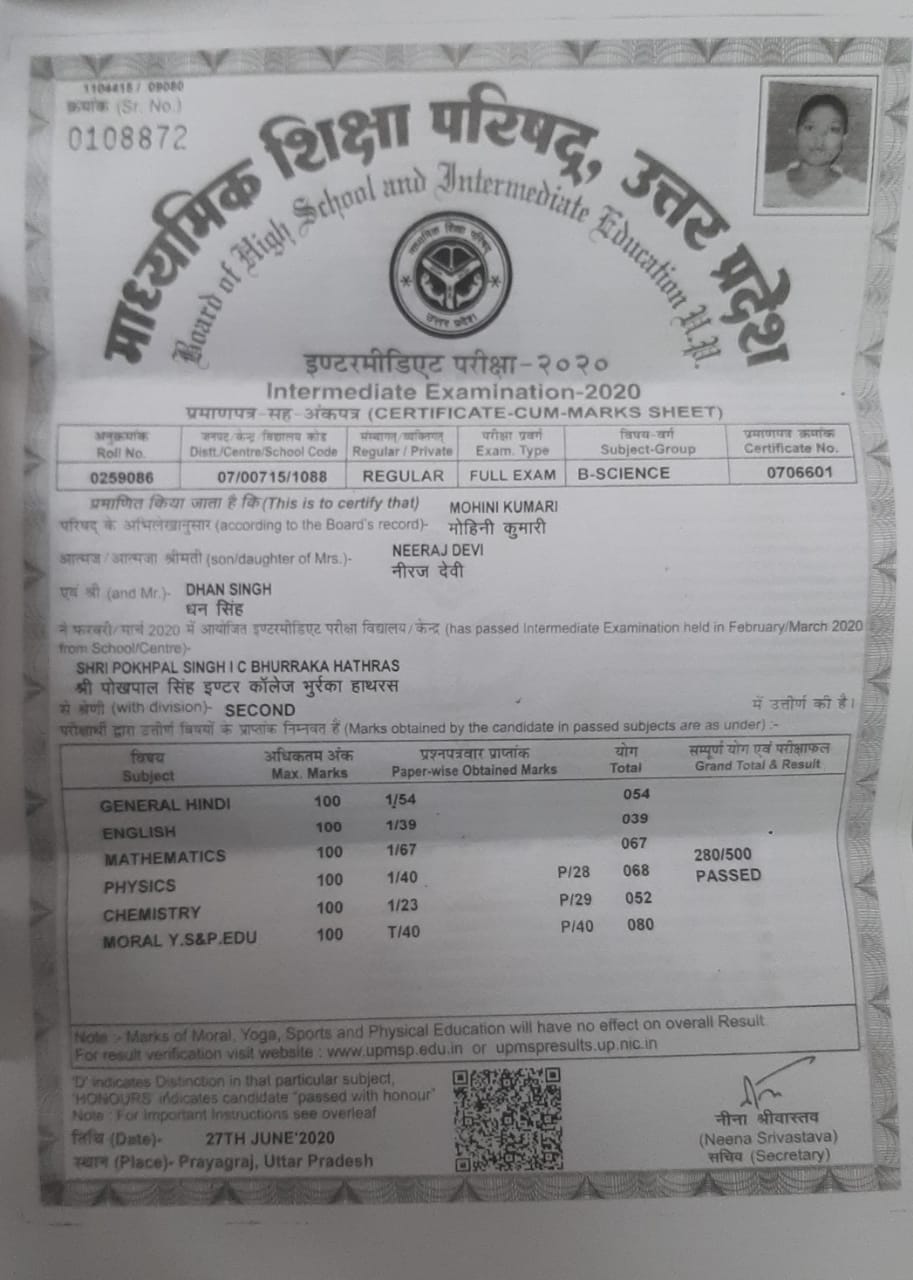 1104418 / 09080
क्रमांक (Sr. No.)
0108872
माध्यमिक शिक्षा परिषद्, उत्तर प्रदेश
Board of High School and Intermediate Education U.P.
माध्यमिक शिक्षा परिषद्
उत्तर प्रदेश
इण्टरमीडिएट परीक्षा-२०२०
Intermediate Examination-2020
प्रमाणपत्र-सह-अंकपत्र (CERTIFICATE-CUM-MARKS SHEET)
अनुक्रमांक जनपद/केन्द्र विद्यालय कोड संस्थागत/व्यक्तिगत परीक्षा प्रवर्ग विषय-वर्ग प्रमाणपत्र क्रमांक
Roll No. Distt./Centre/School Code Regular / Private Exam. Type Subject-Group Certificate No.
0259086 07/00715/1088 REGULAR FULL EXAM B-SCIENCE 0706601
प्रमाणित किया जाता है कि (This is to certify that) MOHINI KUMARI
परिषद् के अभिलेखानुसार (according to the Board's record)- मोहिनी कुमारी
आत्मज/आत्मजा श्रीमती (son/daughter of Mrs.)- NEERAJ DEVI
नीरज देवी
एवं श्री (and Mr.)- DHAN SINGH
धन सिंह
ने फरवरी/मार्च 2020 में आयोजित इण्टरमीडिएट परीक्षा विद्यालय/केन्द्र (has passed Intermediate Examination held in February/March 2020
from School/Centre)-
SHRI POKHPAL SINGH I C BHURRAKA HATHRAS
श्री पोखपाल सिंह इण्टर कॉलेज भुर्रका हाथरस
से श्रेणी (with division)- SECOND में उत्तीर्ण की है।
परीक्षार्थी द्वारा उत्तीर्ण विषयों के प्राप्तांक निम्नवत हैं (Marks obtained by the candidate in passed subjects are as under) :-
विषय अधिकतम अंक प्रश्नपत्रवार प्राप्तांक योग सम्पूर्ण योग एवं परीक्षाफल
Subject Max. Marks Paper-wise Obtained Marks Total Grand Total & Result
GENERAL HINDI 100 1/54 054
ENGLISH 100 1/39 039
MATHEMATICS 100 1/67 067 280/500
PHYSICS 100 1/40 P/28 068 PASSED
CHEMISTRY 100 1/23 P/29 052
MORAL Y.S&P.EDU 100 T/40 P/40 080
Note :- Marks of Moral, Yoga, Sports and Physical Education will have no effect on overall Result.
For result verification visit website : www.upmsp.edu.in or upmspresults.up.nic.in
'D' indicates Distinction in that particular subject,
'HONOURS' indicates candidate "passed with honour"
Note : For important Instructions see overleaf
तिथि (Date)- 27TH JUNE'2020
स्थान (Place)- Prayagraj, Uttar Pradesh
नीना श्रीवास्तव
(Neena Srivastava)
सचिव (Secretary)